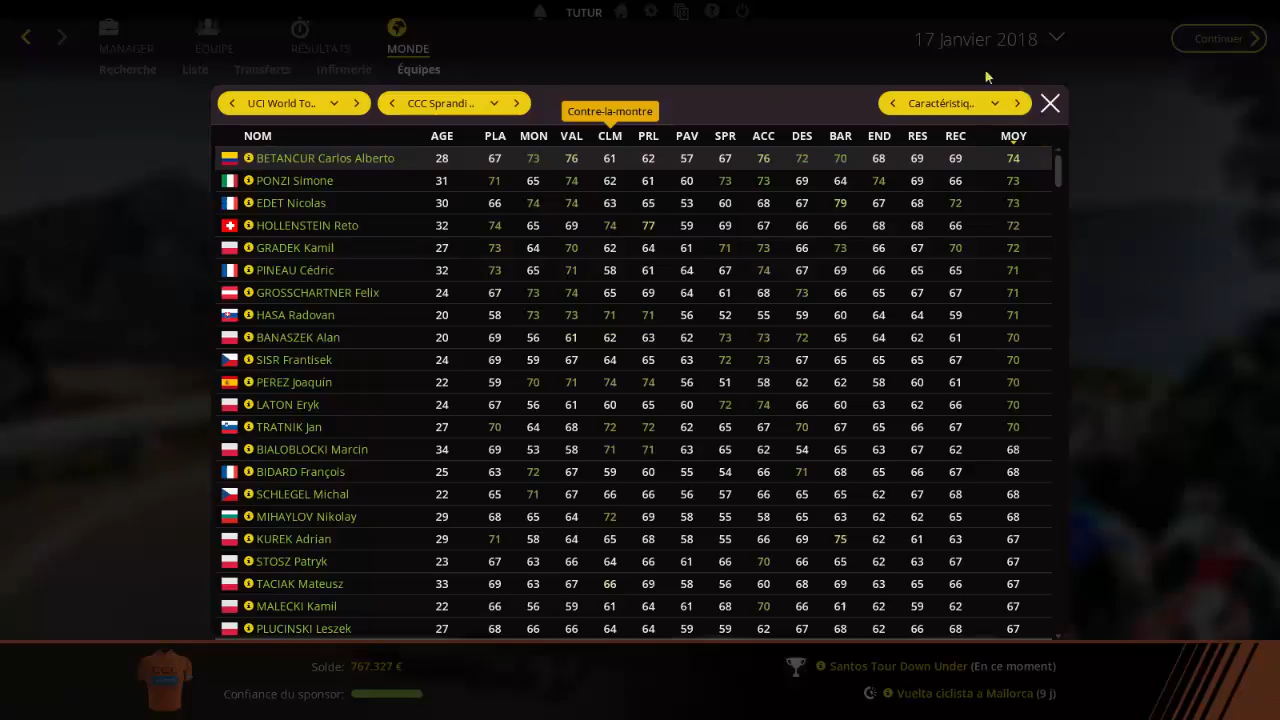 TUTUR
MANAGER ÉQUIPE RÉSULTATS MONDE
17 Janvier 2018
Continuer
Recherche Liste Transferts Infirmerie Équipes
UCI World To.. CCC Sprandi .. Caractéristiq..
Contre-la-montre
NOM AGE PLA MON VAL CLM PRL PAV SPR ACC DES BAR END RES REC MOY
BETANCUR Carlos Alberto 28 67 73 76 61 62 57 67 76 72 70 68 69 69 74
PONZI Simone 31 71 65 74 62 61 60 73 73 69 64 74 69 66 73
EDET Nicolas 30 66 74 74 63 65 53 60 68 67 79 67 68 72 73
HOLLENSTEIN Reto 32 74 65 69 74 77 59 69 67 66 66 68 68 66 72
GRADEK Kamil 27 73 64 70 62 64 61 71 73 66 73 66 67 70 72
PINEAU Cédric 32 73 65 71 58 61 64 67 74 67 69 66 65 65 71
GROSSCHARTNER Felix 24 67 73 74 65 69 64 61 68 73 66 65 67 67 71
HASA Radovan 20 58 73 73 71 71 56 52 55 59 60 64 64 59 71
BANASZEK Alan 20 69 56 61 62 63 62 73 73 72 65 64 62 61 70
SISR Frantisek 24 69 59 67 64 65 63 72 73 67 65 65 65 65 70
PEREZ Joaquín 22 59 70 71 74 74 56 51 58 62 62 58 60 61 70
LATON Eryk 24 67 56 61 60 65 60 72 74 66 60 63 62 66 70
TRATNIK Jan 27 70 64 68 72 72 62 65 67 70 67 65 66 67 70
BIALOBLOCKI Marcin 34 69 53 58 71 71 63 65 62 54 65 63 67 62 68
BIDARD François 25 63 72 67 59 60 55 54 66 71 68 65 66 67 68
SCHLEGEL Michal 22 65 71 67 66 66 56 57 66 65 65 62 67 68 68
MIHAYLOV Nikolay 29 68 65 64 72 69 58 55 58 65 63 62 62 65 68
KUREK Adrian 29 71 58 64 65 68 58 55 66 69 75 62 61 63 67
STOSZ Patryk 23 67 63 66 64 66 61 66 70 66 65 62 63 67 67
TACIAK Mateusz 33 69 63 67 66 69 58 56 60 68 69 63 65 66 67
MALECKI Kamil 22 66 56 59 61 64 61 68 70 66 61 62 59 62 67
PLUCINSKI Leszek 27 68 66 66 64 64 59 59 62 67 68 62 66 68 67
Solde: 767.327 €
Santos Tour Down Under (En ce moment)
Confiance du sponsor:
Vuelta ciclista a Mallorca (9 j)